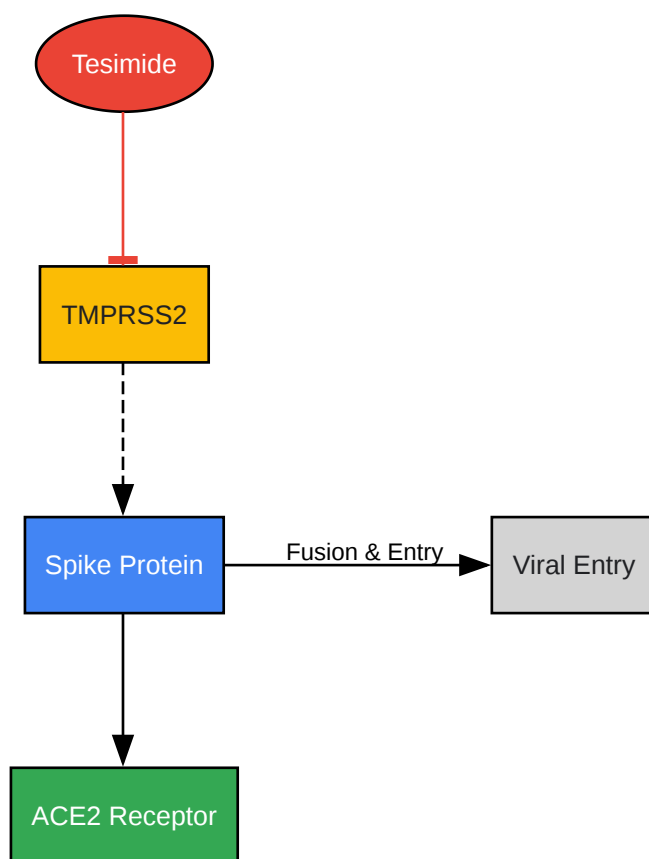 Tesimide
TMPRSS2
Spike Protein
Fusion & Entry
Viral Entry
ACE2 Receptor